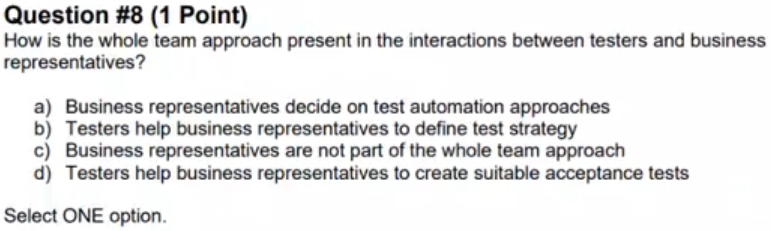 Question #8 (1 Point)
How is the whole team approach present in the interactions between testers and business
representatives?
a) Business representatives decide on test automation approaches
b) Testers help business representatives to define test strategy
c) Business representatives are not part of the whole team approach
d) Testers help business representatives to create suitable acceptance tests
Select ONE option.